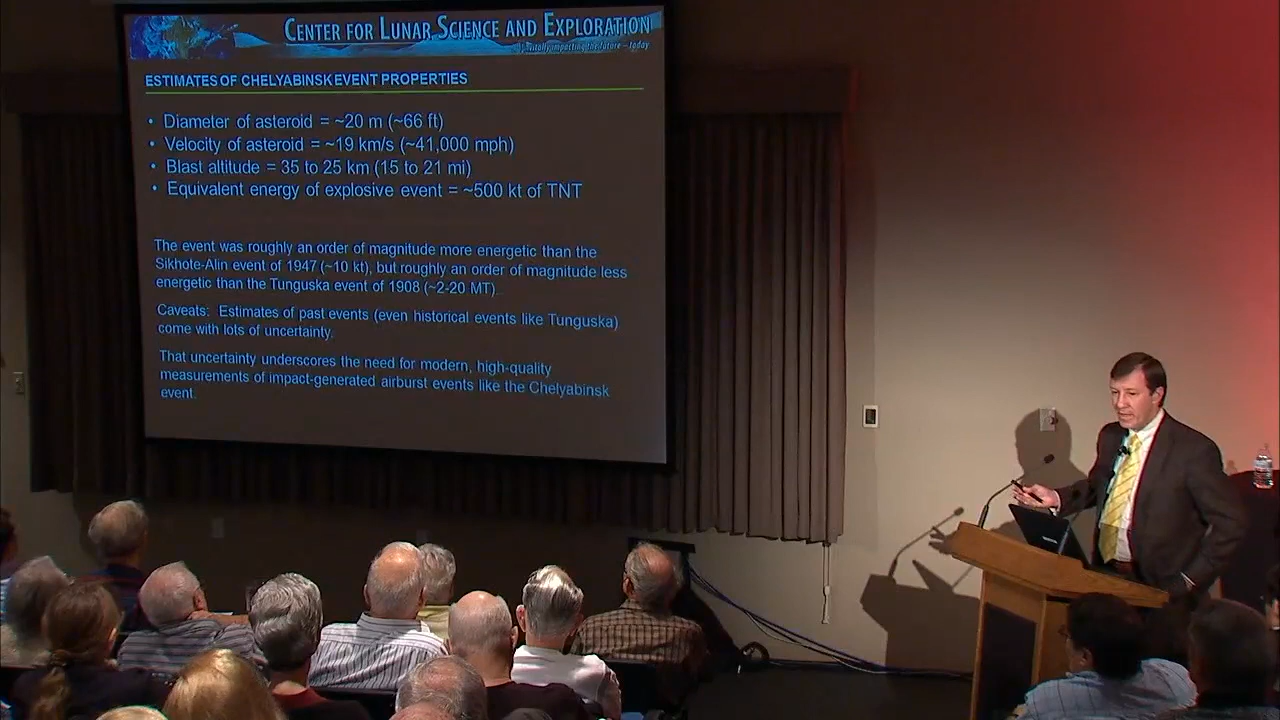 CENTER FOR LUNAR SCIENCE AND EXPLORATION
vitally impacting the future – today
ESTIMATES OF CHELYABINSK EVENT PROPERTIES
• Diameter of asteroid = ~20 m (~66 ft)
• Velocity of asteroid = ~19 km/s (~41,000 mph)
• Blast altitude = 35 to 25 km (15 to 21 mi)
• Equivalent energy of explosive event = ~500 kt of TNT
The event was roughly an order of magnitude more energetic than the
Sikhote-Alin event of 1947 (~10 kt), but roughly an order of magnitude less
energetic than the Tunguska event of 1908 (~2-20 MT).
Caveats: Estimates of past events (even historical events like Tunguska)
come with lots of uncertainty.
That uncertainty underscores the need for modern, high-quality
measurements of impact-generated airburst events like the Chelyabinsk
event.